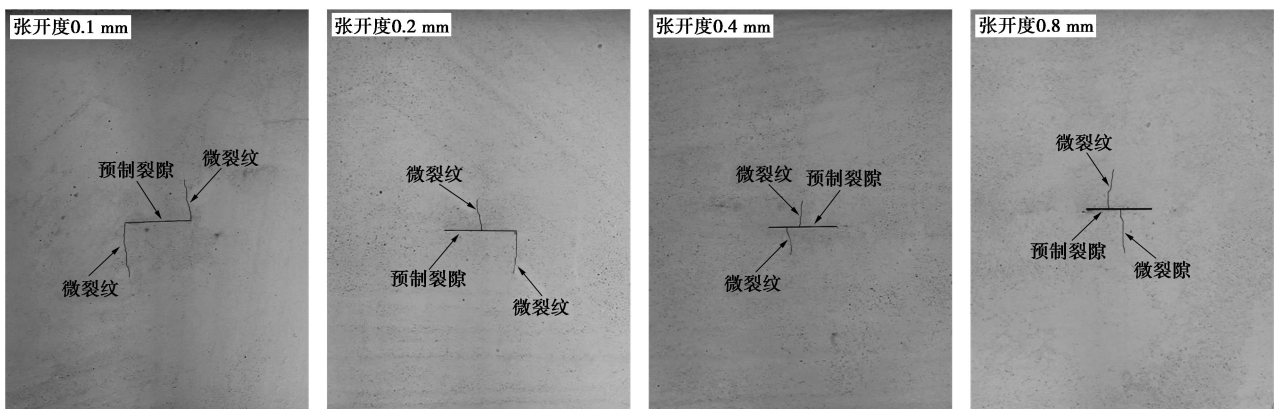 张开度0.1 mm
微裂纹
预制裂隙
微裂纹
张开度0.2 mm
微裂纹
预制裂隙
微裂纹
张开度0.4 mm
微裂纹
预制裂隙
微裂纹
张开度0.8 mm
微裂纹
预制裂隙
微裂隙